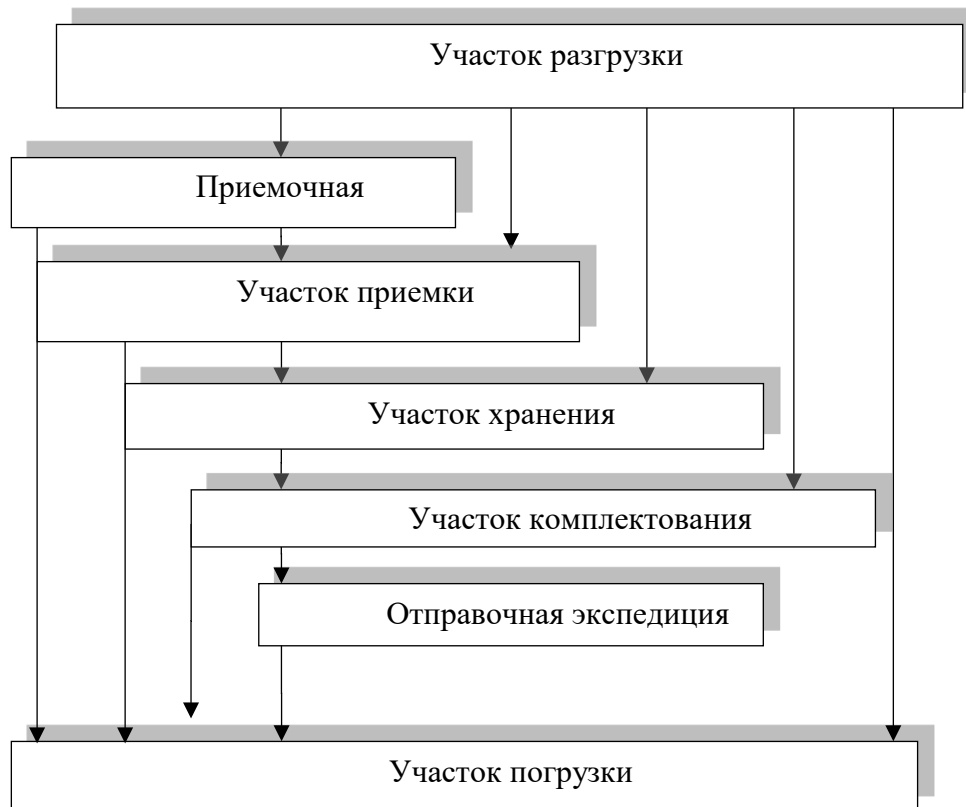 Участок разгрузки
Приемочная
Участок приемки
Участок хранения
Участок комплектования
Отправочная экспедиция
Участок погрузки